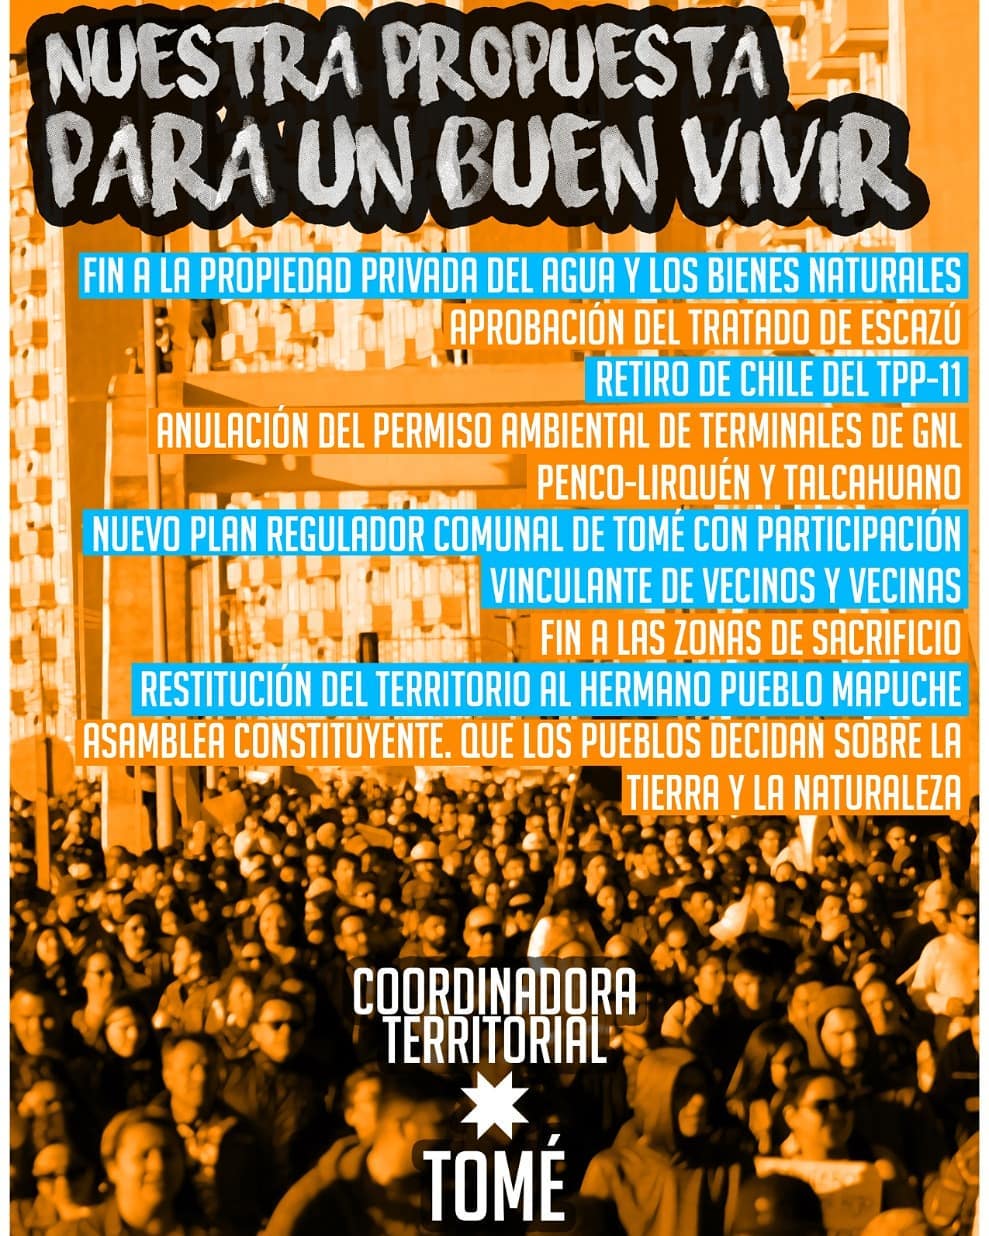 NUESTRA PROPUESTA
PARA UN BUEN VIVIR
FIN A LA PROPIEDAD PRIVADA DEL AGUA Y LOS BIENES NATURALES
APROBACIÓN DEL TRATADO DE ESCAZÚ
RETIRO DE CHILE DEL TPP-11
ANULACIÓN DEL PERMISO AMBIENTAL DE TERMINALES DE GNL
PENCO-LIRQUÉN Y TALCAHUANO
NUEVO PLAN REGULADOR COMUNAL DE TOMÉ CON PARTICIPACIÓN
VINCULANTE DE VECINOS Y VECINAS
FIN A LAS ZONAS DE SACRIFICIO
RESTITUCIÓN DEL TERRITORIO AL HERMANO PUEBLO MAPUCHE
ASAMBLEA CONSTITUYENTE. QUE LOS PUEBLOS DECIDAN SOBRE LA
TIERRA Y LA NATURALEZA
COORDINADORA
TERRITORIAL
TOMÉ